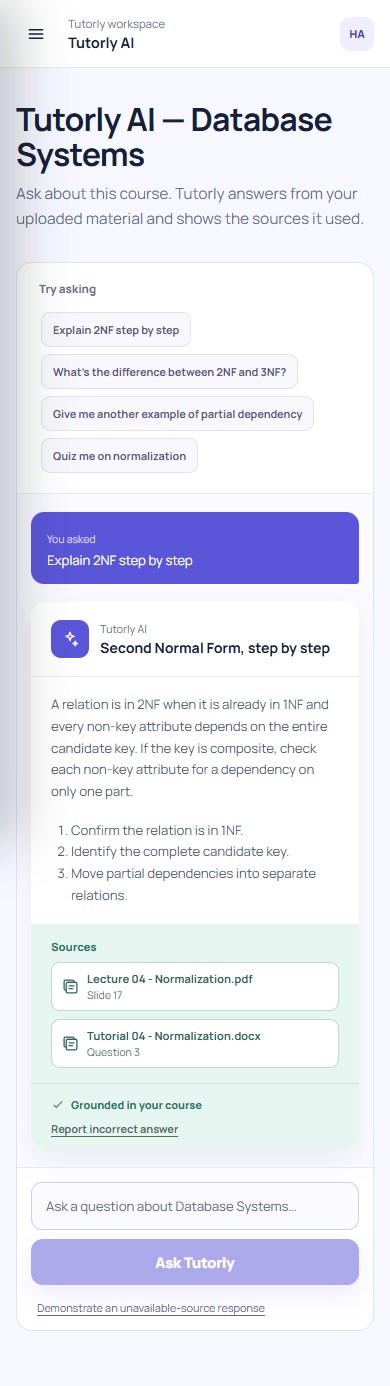 Tutorly workspace
Tutorly AI
HA
Tutorly AI — Database
Systems
Ask about this course. Tutorly answers from your
uploaded material and shows the sources it used.
Try asking
Explain 2NF step by step
What's the difference between 2NF and 3NF?
Give me another example of partial dependency
Quiz me on normalization
You asked
Explain 2NF step by step
Tutorly AI
Second Normal Form, step by step
A relation is in 2NF when it is already in 1NF and
every non-key attribute depends on the entire
candidate key. If the key is composite, check
each non-key attribute for a dependency on
only one part.
1. Confirm the relation is in 1NF.
2. Identify the complete candidate key.
3. Move partial dependencies into separate
relations.
Sources
Lecture 04 - Normalization.pdf
Slide 17
Tutorial 04 - Normalization.docx
Question 3
Grounded in your course
Report incorrect answer
Ask a question about Database Systems...
Ask Tutorly
Demonstrate an unavailable-source response